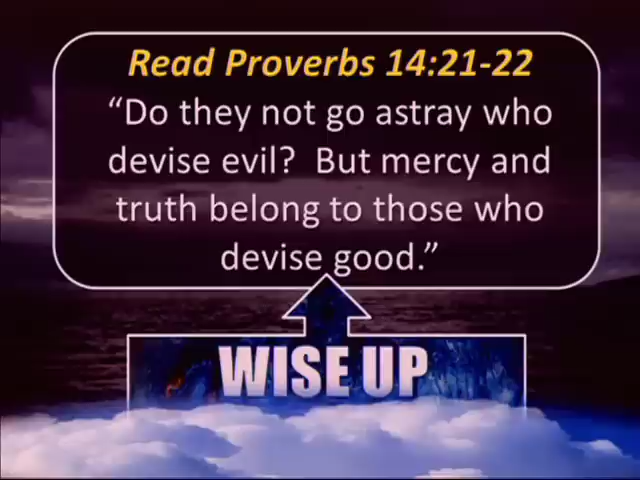 Read Proverbs 14:21-22
“Do they not go astray who
devise evil?  But mercy and
truth belong to those who
devise good.”
WISE UP